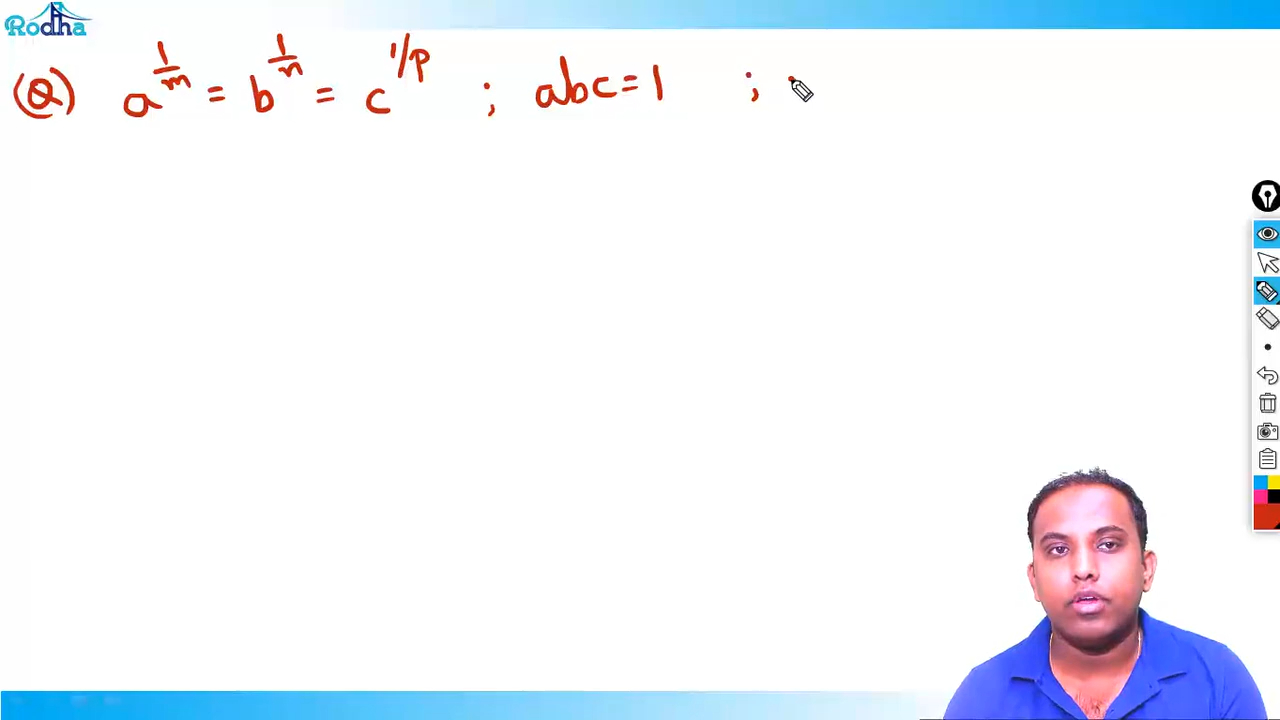 Rodha
(Q) a^{1/m} = b^{1/n} = c^{1/p} ; abc=1 ;